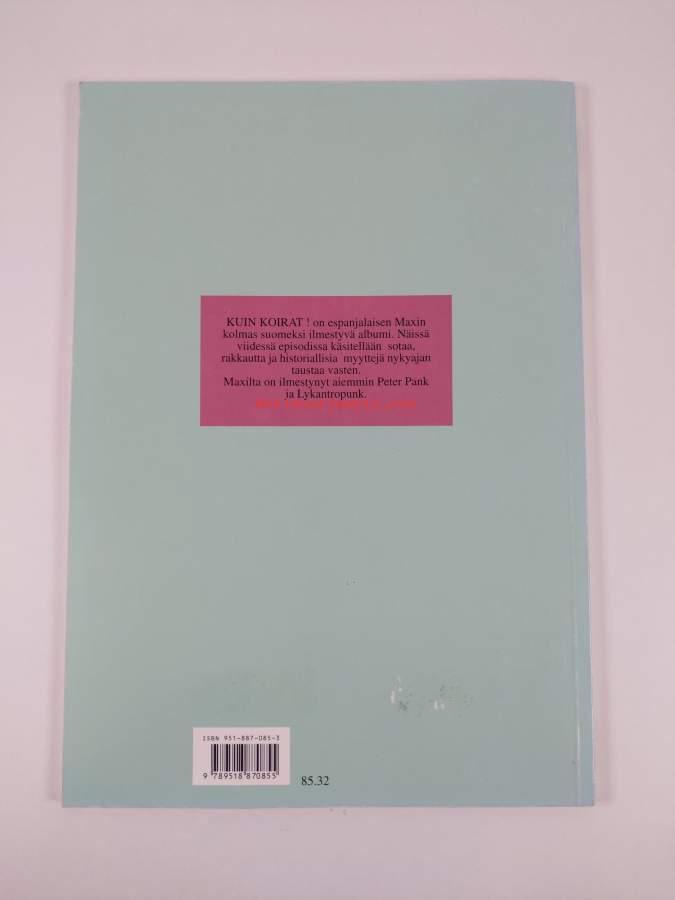 KUIN KOIRAT ! on espanjalaisen Maxin
kolmas suomeksi ilmestyvä albumi. Näissä
viidessä episodissa käsitellään sotaa,
rakkautta ja historiallisia myyttejä nykyajan
taustaa vasten.
Maxilta on ilmestynyt aiemmin Peter Pank
ja Lykantropunk.
ISBN 951-887-085-3
9 789518 870855
85.32